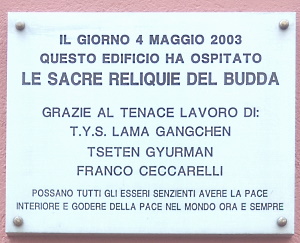 IL GIORNO 4 MAGGIO 2003
QUESTO EDIFICIO HA OSPITATO
LE SACRE RELIQUIE DEL BUDDA
GRAZIE AL TENACE LAVORO DI:
T.Y.S. LAMA GANGCHEN
TSETEN GYURMAN
FRANCO CECCARELLI
POSSANO TUTTI GLI ESSERI SENZIENTI AVERE LA PACE
INTERIORE E GODERE DELLA PACE NEL MONDO ORA E SEMPRE